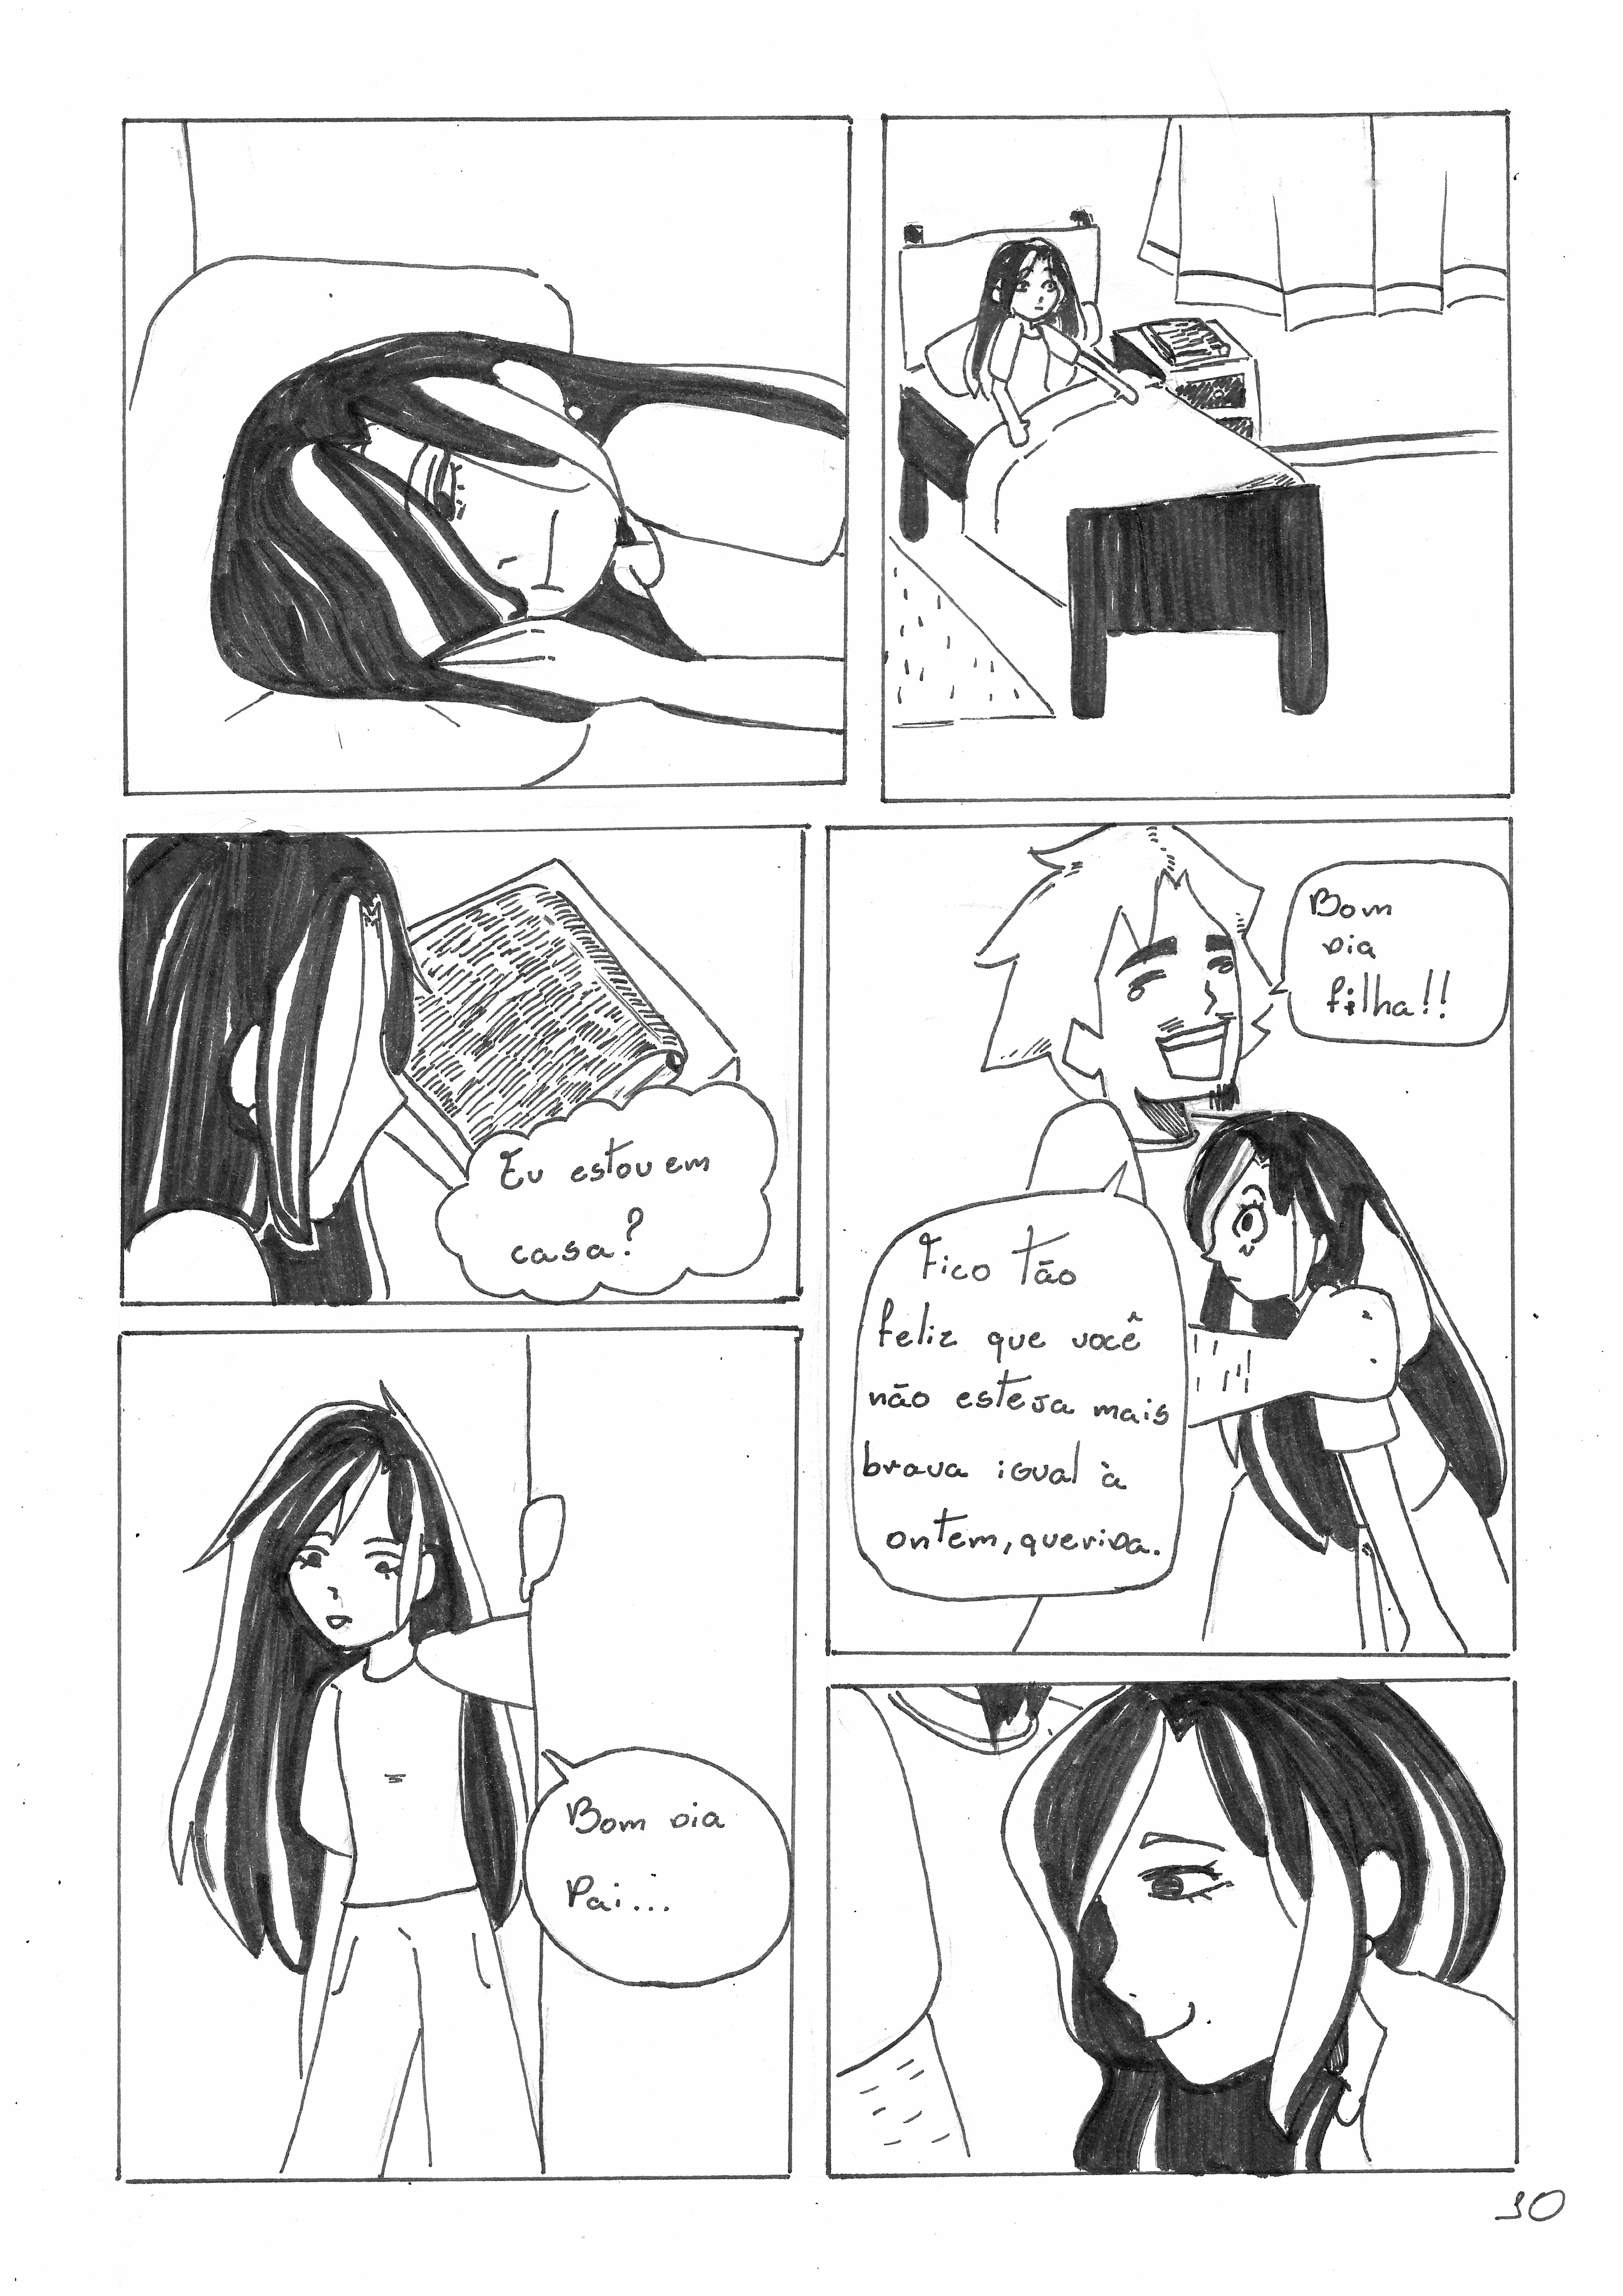 Eu estou em
casa?
Bom dia
Pai...
Bom
dia
filha!!
Fico tão
feliz que você
não esteja mais
brava igual à
ontem, querida.
30